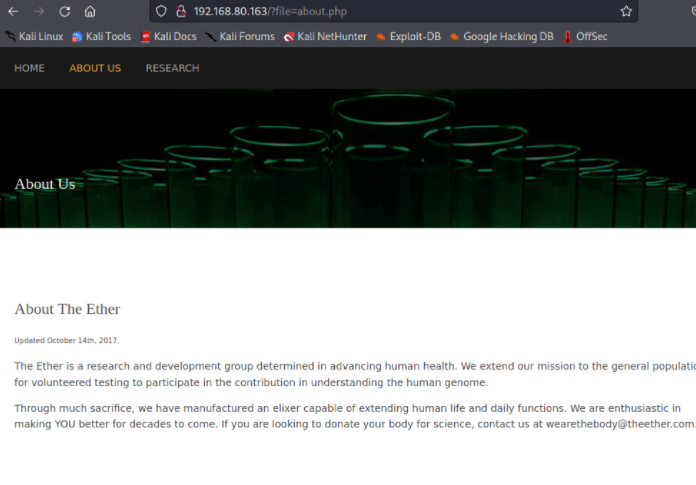 192.168.80.163/?file=about.php
Kali Linux Kali Tools Kali Docs Kali Forums Kali NetHunter Exploit-DB Google Hacking DB OffSec
HOME ABOUT US RESEARCH
About Us
About The Ether
Updated October 14th, 2017.
The Ether is a research and development group determined in advancing human health. We extend our mission to the general
for volunteered testing to participate in the contribution in understanding the human genome.
Through much sacrifice, we have manufactured an elixer capable of extending human life and daily functions. We are enthusiastic in
making YOU better for decades to come. If you are looking to donate your body for science, contact us at wearethebody@theether.com.